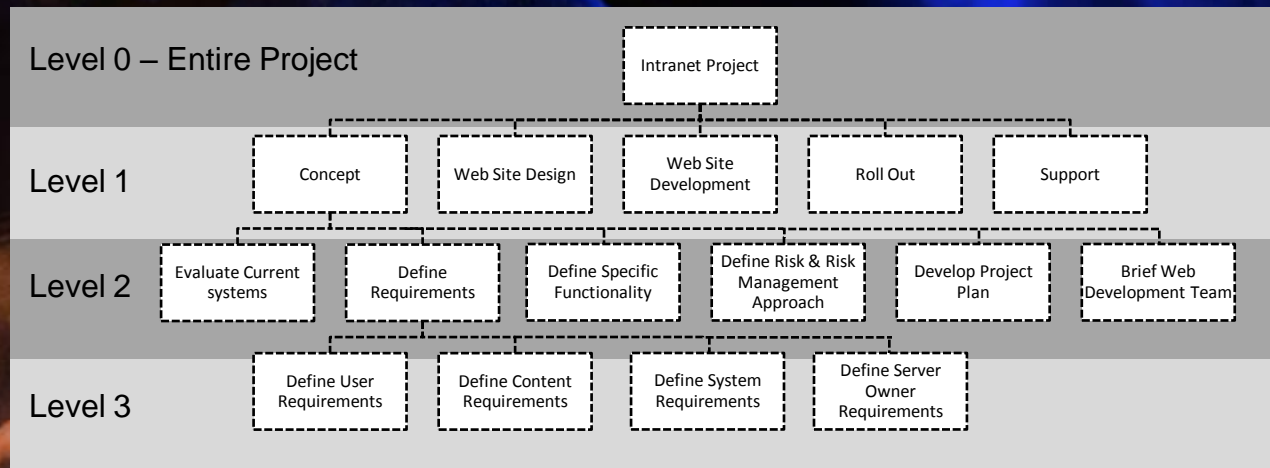 Level 0 – Entire Project
Intranet Project
Level 1
Concept
Web Site Design
Web Site
Development
Roll Out
Support
Level 2
Evaluate Current
systems
Define
Requirements
Define Specific
Functionality
Define Risk & Risk
Management
Approach
Develop Project
Plan
Brief Web
Development Team
Level 3
Define User
Requirements
Define Content
Requirements
Define System
Requirements
Define Server
Owner
Requirements